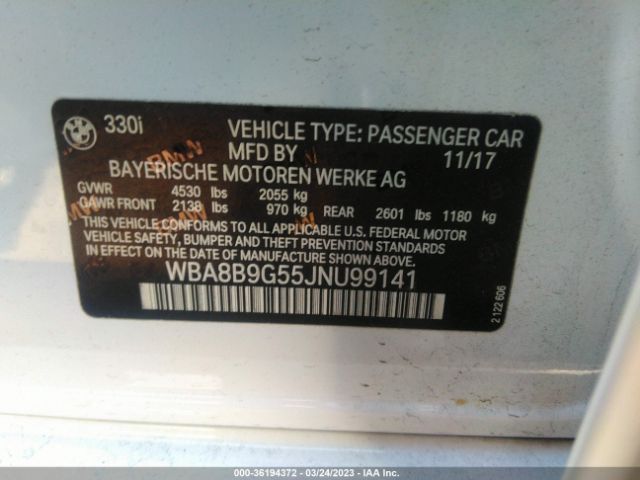 BMW 330i
VEHICLE TYPE: PASSENGER CAR
MFD BY 11/17
BAYERISCHE MOTOREN WERKE AG
GVWR 4530 lbs 2055 kg
GAWR FRONT 2138 lbs 970 kg REAR 2601 lbs 1180 kg
THIS VEHICLE CONFORMS TO ALL APPLICABLE U.S. FEDERAL MOTOR
VEHICLE SAFETY, BUMPER AND THEFT PREVENTION STANDARDS
IN EFFECT ON THE DATE OF MANUFACTURE SHOWN ABOVE.
WBA8B9G55JNU99141
2 122 606
000-36194372 - 03/24/2023 - IAA Inc.